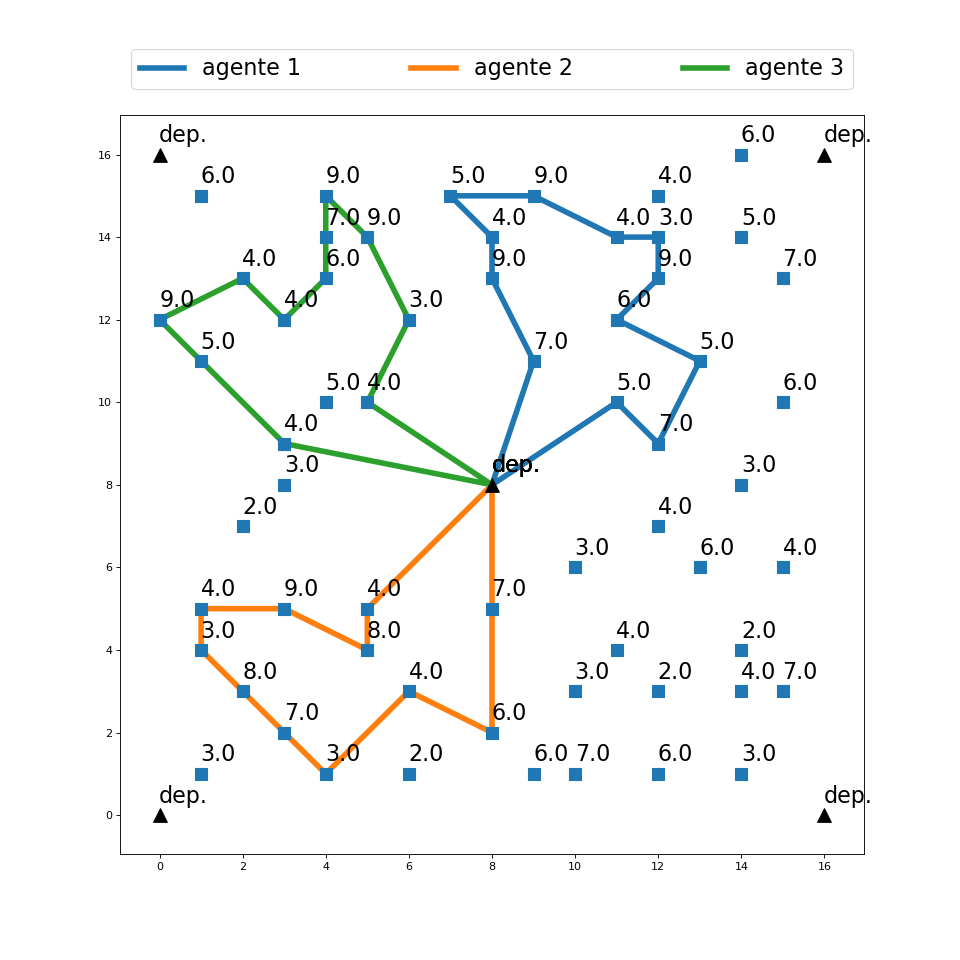 agente 1 agente 2 agente 3
dep. 6.0 dep.
16
6.0 9.0 5.0 9.0 4.0
7.0 9.0 4.0 4.0 3.0 5.0
14
4.0 6.0 9.0 9.0 7.0
9.0 4.0 3.0 6.0
12
5.0 7.0 5.0
5.0 4.0 5.0 6.0
10
4.0 7.0
3.0 dep. 3.0
8
2.0 4.0
3.0 6.0 4.0
6
4.0 9.0 4.0 7.0
3.0 8.0 4.0 2.0
4
8.0 4.0 3.0 2.0 4.0 7.0
7.0 6.0
2
3.0 3.0 2.0 6.0 7.0 6.0 3.0
dep. dep.
0
0 2 4 6 8 10 12 14 16